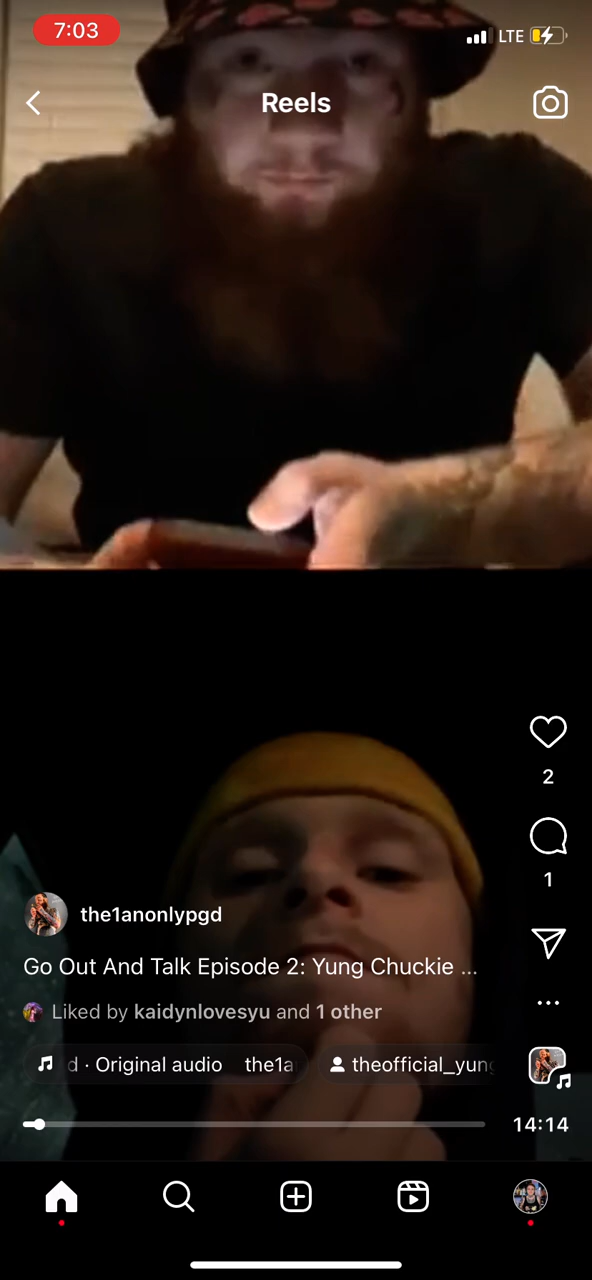 7:03
LTE
Reels
2
1
the1anonlypgd
Go Out And Talk Episode 2: Yung Chuckie ...
Liked by kaidynlovesyu and 1 other
d · Original audio the1a
theofficial_yung
14:14